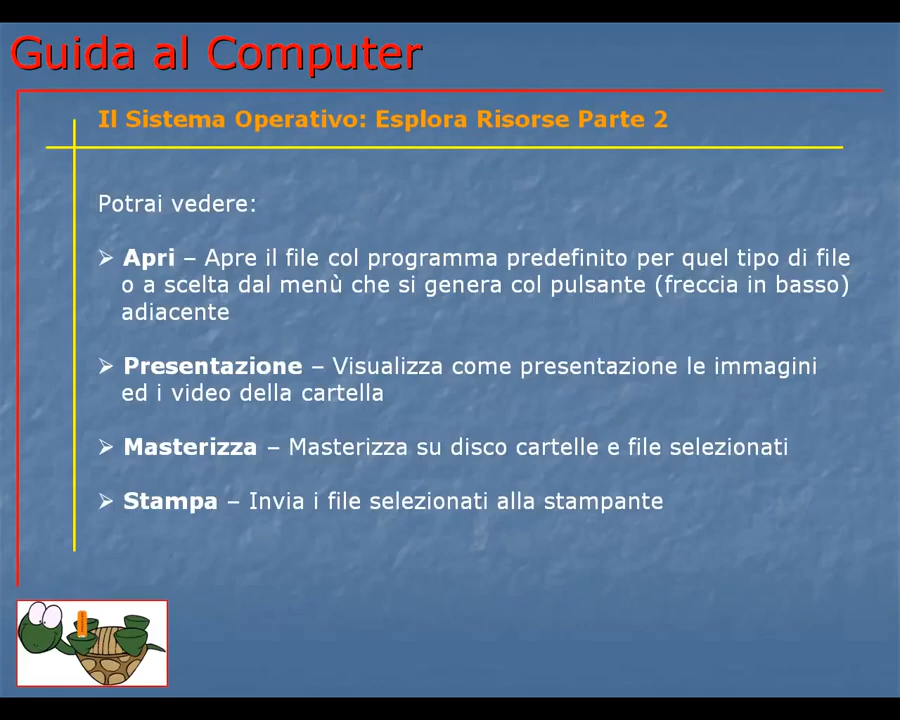 Guida al Computer
Il Sistema Operativo: Esplora Risorse Parte 2
Potrai vedere:
➢ Apri – Apre il file col programma predefinito per quel tipo di file
o a scelta dal menù che si genera col pulsante (freccia in basso)
adiacente
➢ Presentazione – Visualizza come presentazione le immagini
ed i video della cartella
➢ Masterizza – Masterizza su disco cartelle e file selezionati
➢ Stampa – Invia i file selezionati alla stampante